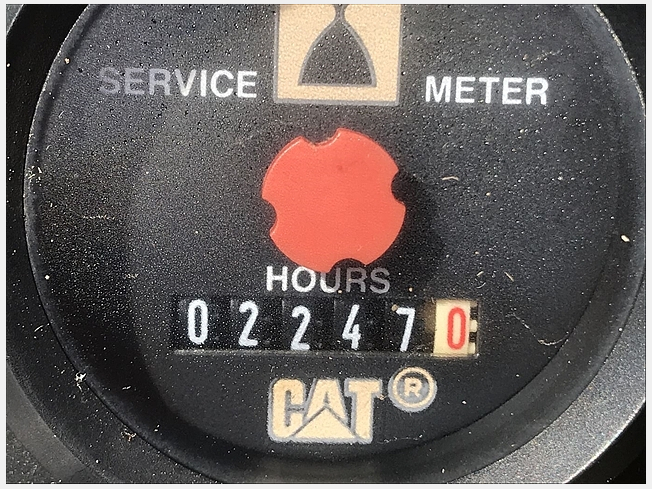 SERVICE METER
HOURS
022470
CAT ®